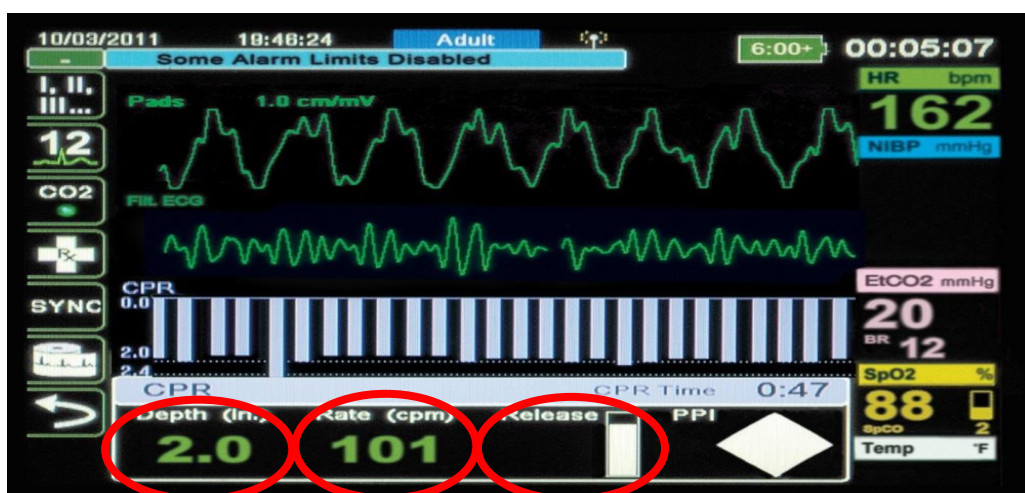 10/03/2011 19:46:24 Adult 6:00+ 00:05:07
- Some Alarm Limits Disabled
HR bpm
162
I, II,
III...
Pads 1.0 cm/mV
12
NIBP mmHg
CO2
Filt. ECG
Rx
EtCO2 mmHg
20
BR 12
CPR
SYNC
0.0
2.0
2.4
SpO2 %
88
SpCO 2
CPR CPR Time 0:47
Depth (in.) Rate (cpm) Release PPI
2.0 101
Temp °F